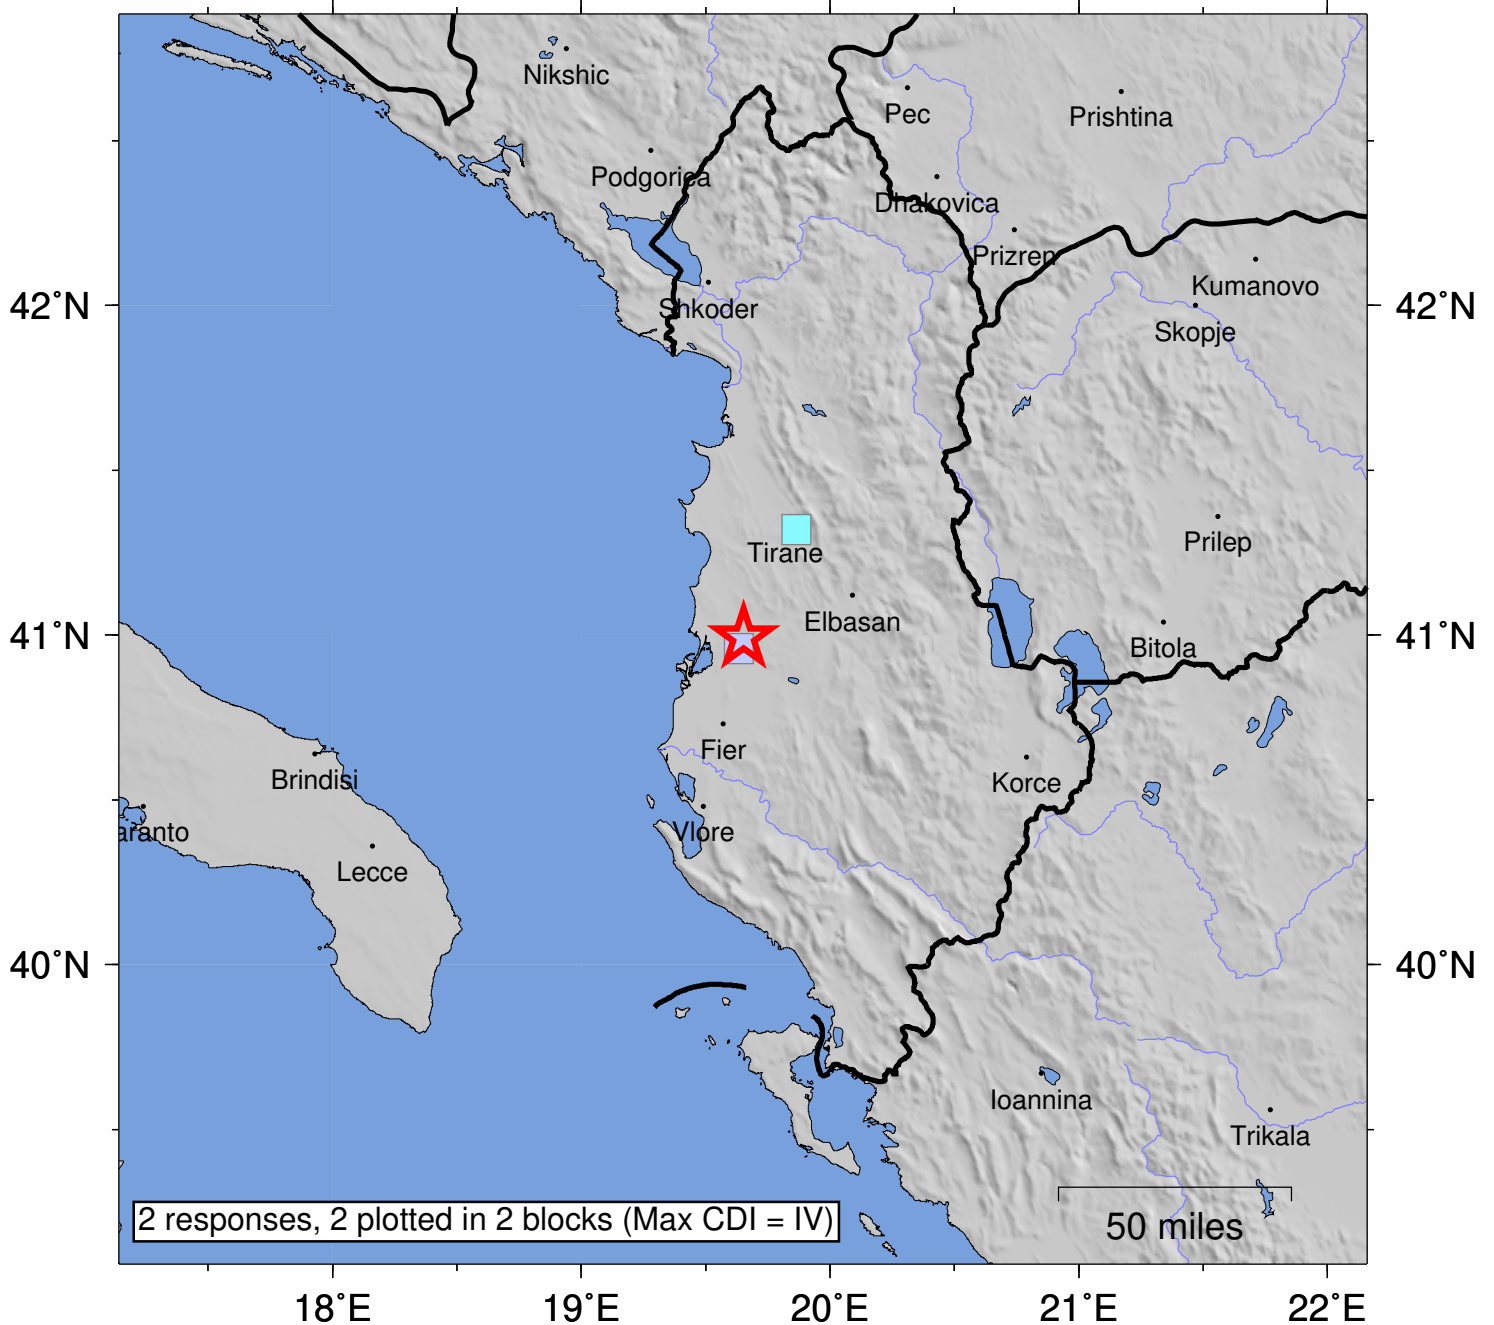 Nikshic
Pec
Prishtina
Podgorica
Dhakovica
Prizren
Kumanovo
42˚N
Shkoder
42˚N
Skopje
Prilep
Tirane
Elbasan
41˚N
41˚N
Bitola
Fier
Brindisi
Korce
aranto
Vlore
Lecce
40˚N
40˚N
Ioannina
Trikala
2 responses, 2 plotted in 2 blocks (Max CDI = IV)
50 miles
18˚E
19˚E
20˚E
21˚E
22˚E